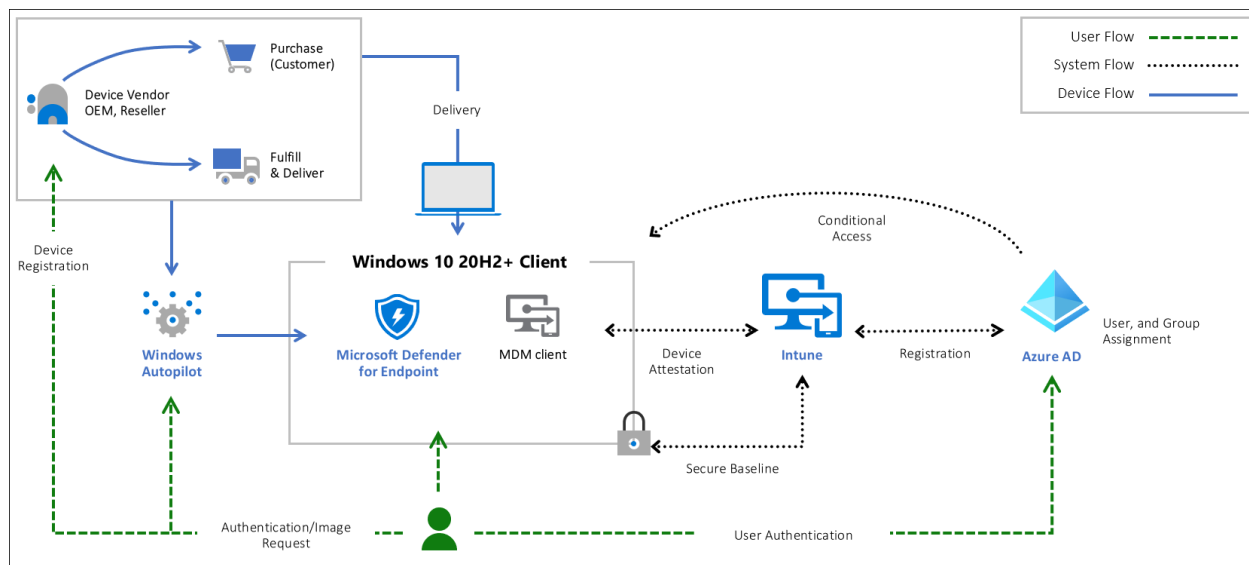 Purchase
(Customer)
Device Vendor
OEM, Reseller
Fulfill
& Deliver
Delivery
User Flow
System Flow
Device Flow
Device
Registration
Conditional
Access
Windows 10 20H2+ Client
Windows
Autopilot
Microsoft Defender
for Endpoint
MDM client
Device
Attestation
Intune
Registration
Azure AD
User, and Group
Assignment
Secure Baseline
Authentication/Image
Request
User Authentication